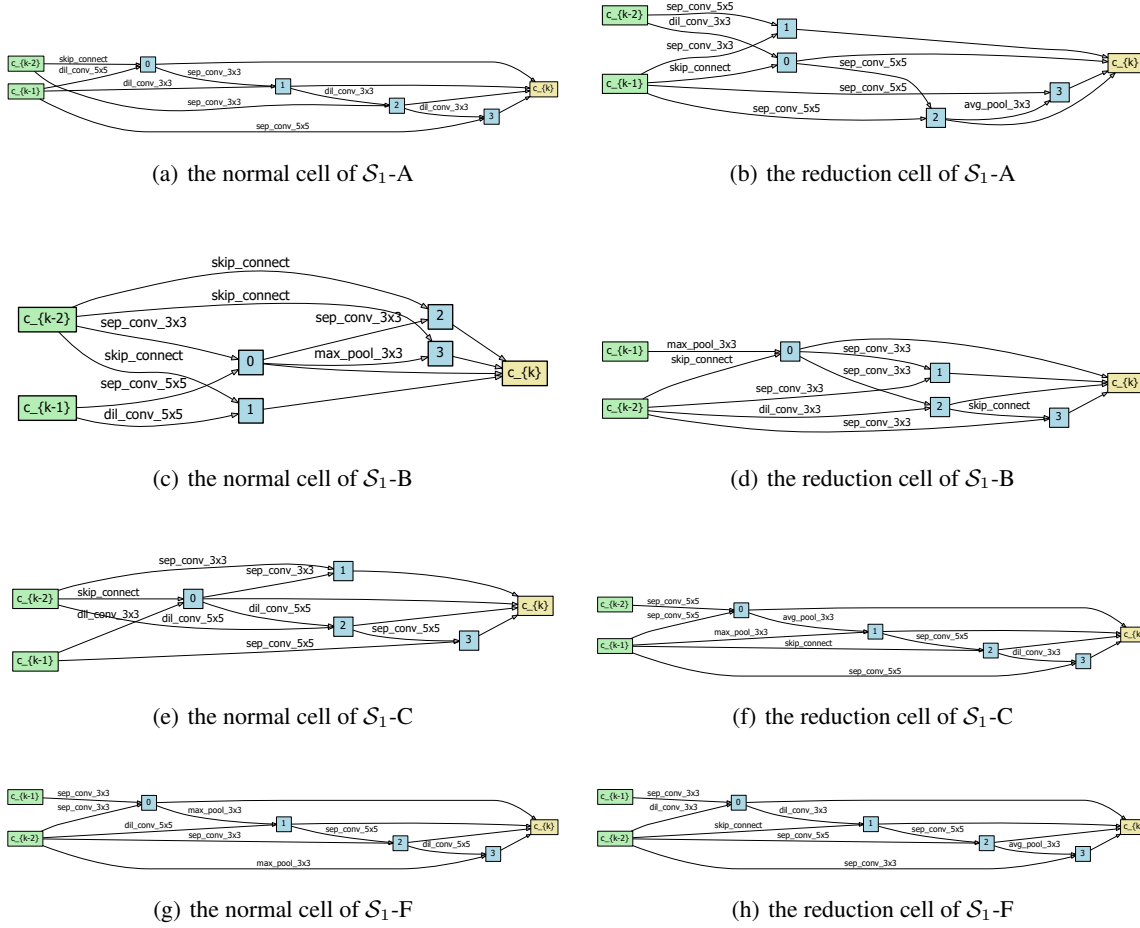 c_{k-2}
skip_connect
dil_conv_5x5
0
sep_conv_3x3
c_{k-1}
dil_conv_3x3
1
dil_conv_3x3
c_{k}
sep_conv_3x3
2
dil_conv_3x3
3
sep_conv_5x5
(a) the normal cell of S₁-A
c_{k-2}
sep_conv_5x5
dil_conv_3x3
1
sep_conv_3x3
0
sep_conv_5x5
c_{k}
skip_connect
c_{k-1}
sep_conv_5x5
3
avg_pool_3x3
sep_conv_5x5
2
(b) the reduction cell of S₁-A
skip_connect
skip_connect
c_{k-2}
sep_conv_3x3
sep_conv_3x3
2
skip_connect
0
max_pool_3x3
3
c_{k}
sep_conv_5x5
c_{k-1}
dil_conv_5x5
1
(c) the normal cell of S₁-B
c_{k-1}
max_pool_3x3
skip_connect
0
sep_conv_3x3
1
c_{k}
sep_conv_3x3
sep_conv_3x3
c_{k-2}
dil_conv_3x3
2
skip_connect
3
sep_conv_3x3
(d) the reduction cell of S₁-B
sep_conv_3x3
sep_conv_3x3
1
c_{k-2}
skip_connect
0
c_{k}
dil_conv_3x3
dil_conv_5x5
dil_conv_5x5
2
sep_conv_5x5
3
c_{k-1}
sep_conv_5x5
(e) the normal cell of S₁-C
c_{k-2}
sep_conv_5x5
sep_conv_5x5
0
avg_pool_3x3
max_pool_3x3
1
c_{k
c_{k-1}
skip_connect
sep_conv_5x5
2
dil_conv_3x3
3
sep_conv_5x5
(f) the reduction cell of S₁-C
c_{k-1}
sep_conv_3x3
sep_conv_3x3
0
max_pool_3x3
c_{k-2}
dil_conv_5x5
1
sep_conv_5x5
c_{k}
sep_conv_3x3
2
dil_conv_5x5
3
max_pool_3x3
(g) the normal cell of S₁-F
c_{k-1}
sep_conv_3x3
dil_conv_3x3
0
dil_conv_3x3
c_{k-2}
skip_connect
1
sep_conv_5x5
c_{k
sep_conv_5x5
2
avg_pool_3x3
3
sep_conv_3x3
(h) the reduction cell of S₁-F